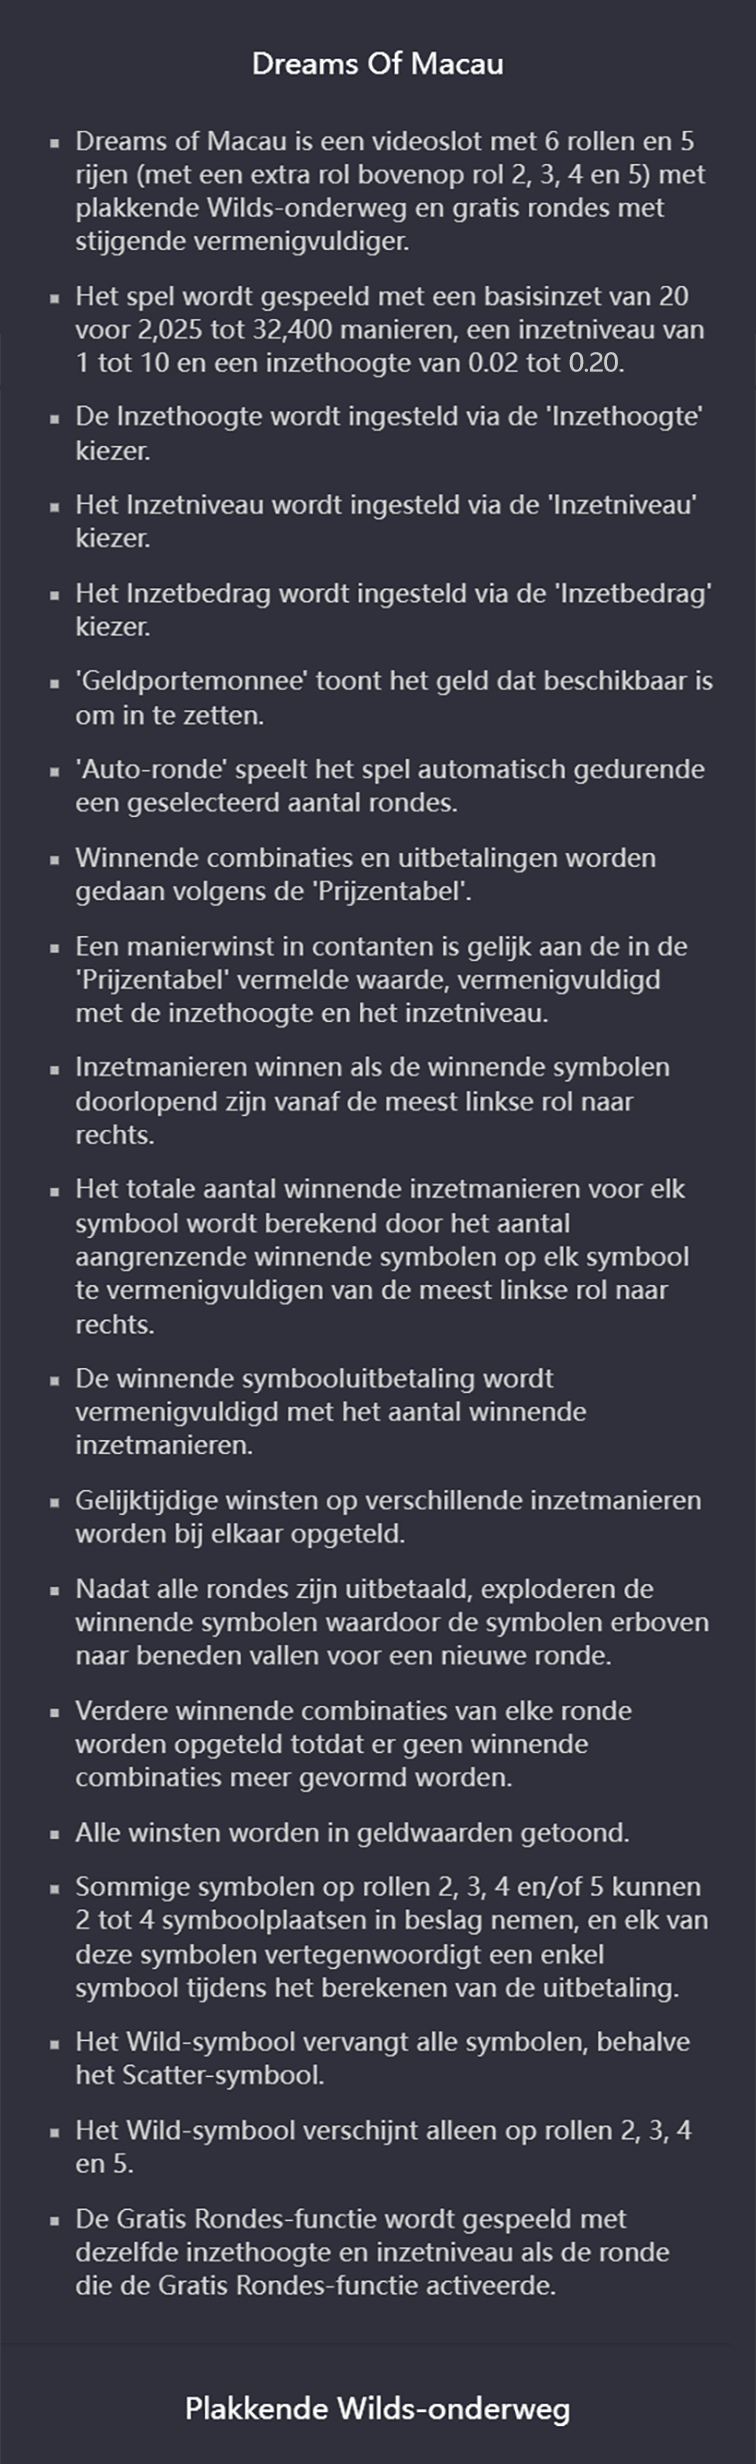 Dreams Of Macau
▪ Dreams of Macau is een videoslot met 6 rollen en 5
rijen (met een extra rol bovenop rol 2, 3, 4 en 5) met
plakkende Wilds-onderweg en gratis rondes met
stijgende vermenigvuldiger.
▪ Het spel wordt gespeeld met een basisinzet van 20
voor 2,025 tot 32,400 manieren, een inzetniveau van
1 tot 10 en een inzethoogte van 0.02 tot 0.20.
▪ De Inzethoogte wordt ingesteld via de 'Inzethoogte'
kiezer.
▪ Het Inzetniveau wordt ingesteld via de 'Inzetniveau'
kiezer.
▪ Het Inzetbedrag wordt ingesteld via de 'Inzetbedrag'
kiezer.
▪ 'Geldportemonnee' toont het geld dat beschikbaar is
om in te zetten.
▪ 'Auto-ronde' speelt het spel automatisch gedurende
een geselecteerd aantal rondes.
▪ Winnende combinaties en uitbetalingen worden
gedaan volgens de 'Prijzentabel'.
▪ Een manierwinst in contanten is gelijk aan de in de
'Prijzentabel' vermelde waarde, vermenigvuldigd
met de inzethoogte en het inzetniveau.
▪ Inzetmanieren winnen als de winnende symbolen
doorlopend zijn vanaf de meest linkse rol naar
rechts.
▪ Het totale aantal winnende inzetmanieren voor elk
symbool wordt berekend door het aantal
aangrenzende winnende symbolen op elk symbool
te vermenigvuldigen van de meest linkse rol naar
rechts.
▪ De winnende symbooluitbetaling wordt
vermenigvuldigd met het aantal winnende
inzetmanieren.
▪ Gelijktijdige winsten op verschillende inzetmanieren
worden bij elkaar opgeteld.
▪ Nadat alle rondes zijn uitbetaald, exploderen de
winnende symbolen waardoor de symbolen erboven
naar beneden vallen voor een nieuwe ronde.
▪ Verdere winnende combinaties van elke ronde
worden opgeteld totdat er geen winnende
combinaties meer gevormd worden.
▪ Alle winsten worden in geldwaarden getoond.
▪ Sommige symbolen op rollen 2, 3, 4 en/of 5 kunnen
2 tot 4 symboolplaatsen in beslag nemen, en elk van
deze symbolen vertegenwoordigt een enkel
symbool tijdens het berekenen van de uitbetaling.
▪ Het Wild-symbool vervangt alle symbolen, behalve
het Scatter-symbool.
▪ Het Wild-symbool verschijnt alleen op rollen 2, 3, 4
en 5.
▪ De Gratis Rondes-functie wordt gespeeld met
dezelfde inzethoogte en inzetniveau als de ronde
die de Gratis Rondes-functie activeerde.
Plakkende Wilds-onderweg